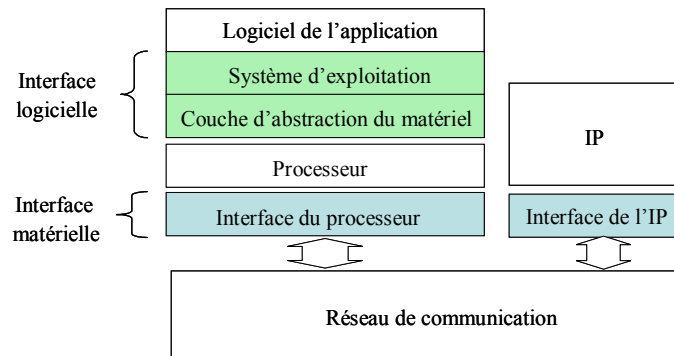 Logiciel de l’application
Interface
logicielle
Système d’exploitation
Couche d’abstraction du matériel
IP
Processeur
Interface
matérielle
Interface du processeur
Interface de l’IP
Réseau de communication